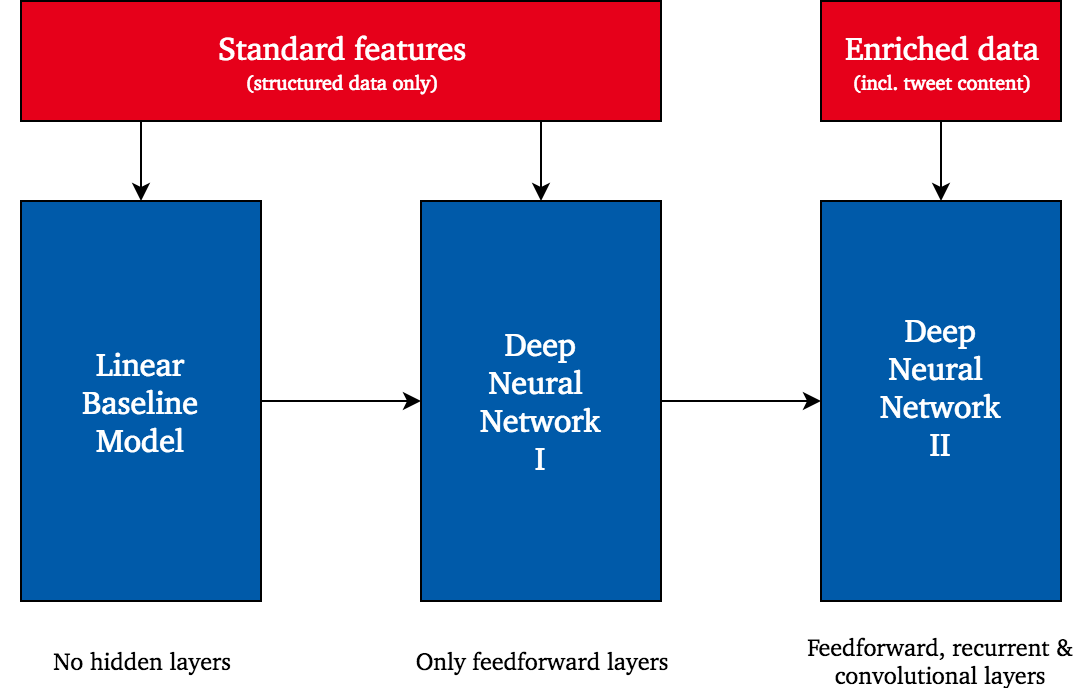 Standard features
(structured data only)
Enriched data
(incl. tweet content)
Linear
Baseline
Model
Deep
Neural
Network
I
Deep
Neural
Network
II
No hidden layers
Only feedforward layers
Feedforward, recurrent &
convolutional layers